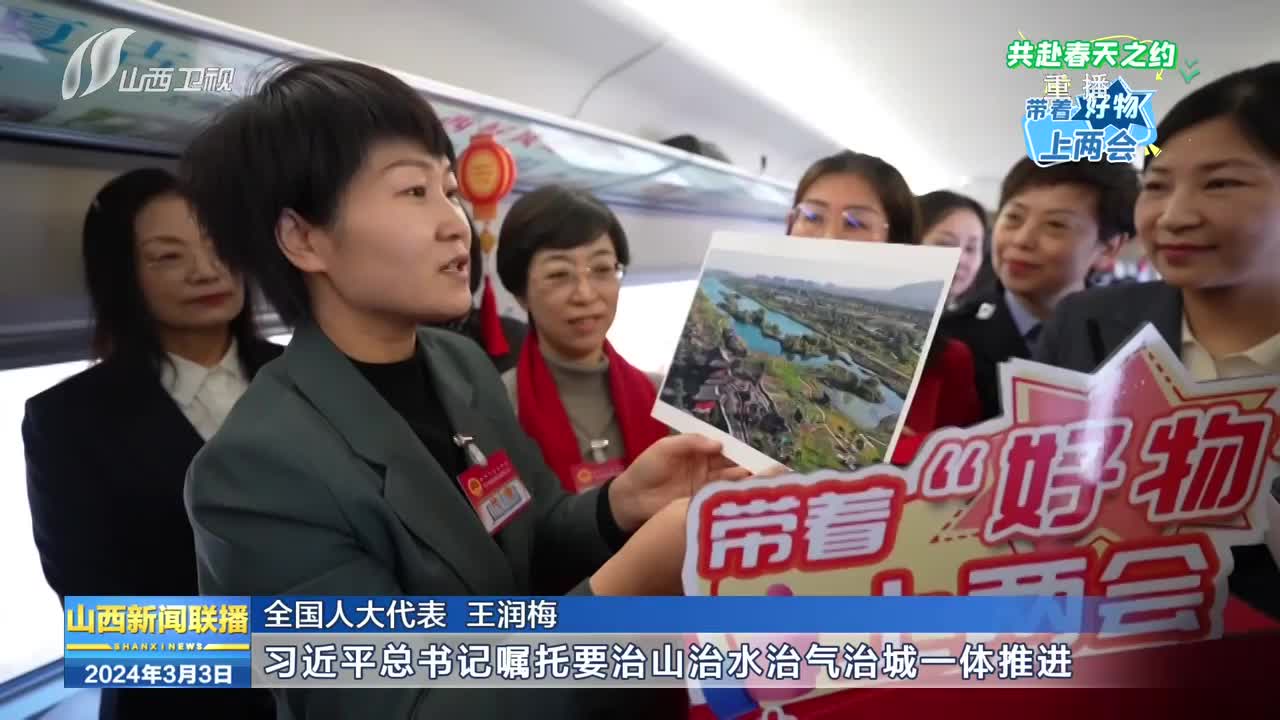 山西卫视
共赴春天之约
重播
带着好物
上两会
带着“好物
上两会
山西新闻联播
SHANXINEWS
2024年3月3日
全国人大代表 王润梅
习近平总书记嘱托要治山治水治气治城一体推进